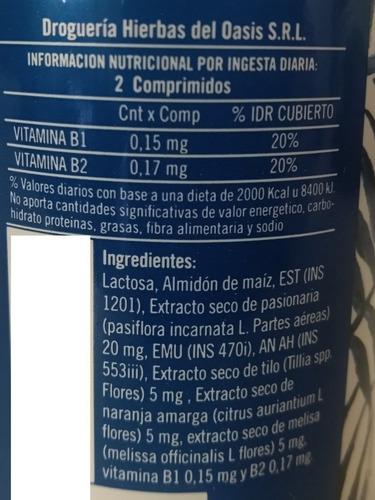 Droguería Hierbas del Oasis S.R.L.
INFORMACION NUTRICIONAL POR INGESTA DIARIA:
2 Comprimidos
Cnt x Comp % IDR CUBIERTO
VITAMINA B1 0,15 mg 20%
VITAMINA B2 0,17 mg 20%
% Valores diarios con base a una dieta de 2000 Kcal u 8400 kJ.
No aporta cantidades significativas de valor energetico, carbo-
hidrato proteínas, grasas, fibra alimentaria y sodio
Ingredientes:
Lactosa, Almidón de maíz, EST (INS
1201), Extracto seco de pasionaria
(pasiflora incarnata L. Partes aéreas)
20 mg, EMU (INS 470i), AN AH (INS
553iii), Extracto seco de tilo (Tillia spp.
Flores) 5 mg , Extracto seco de
naranja amarga (citrus auriantium L
flores) 5 mg, extracto seco de melisa
(melissa officinalis L flores) 5 mg,
vitamina B1 0,15 mg y B2 0,17 mg.